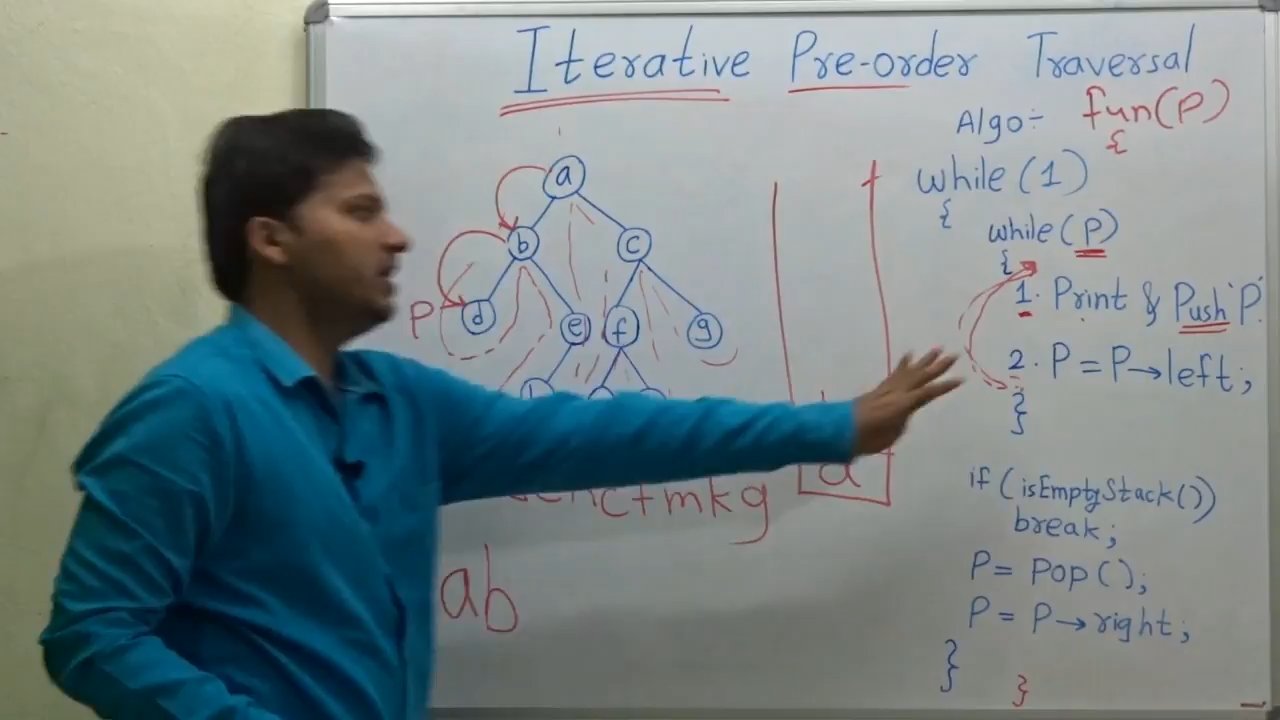 Iterative Pre-order Traversal
Algo:- fun(P)
{
while (1)
{
while (P)
{
1. Print & Push 'P'
2. P = P→left;
}
if (isEmptyStack())
break;
P = Pop();
P = P→right;
}
}
a
b c
P d e f g
a
ab